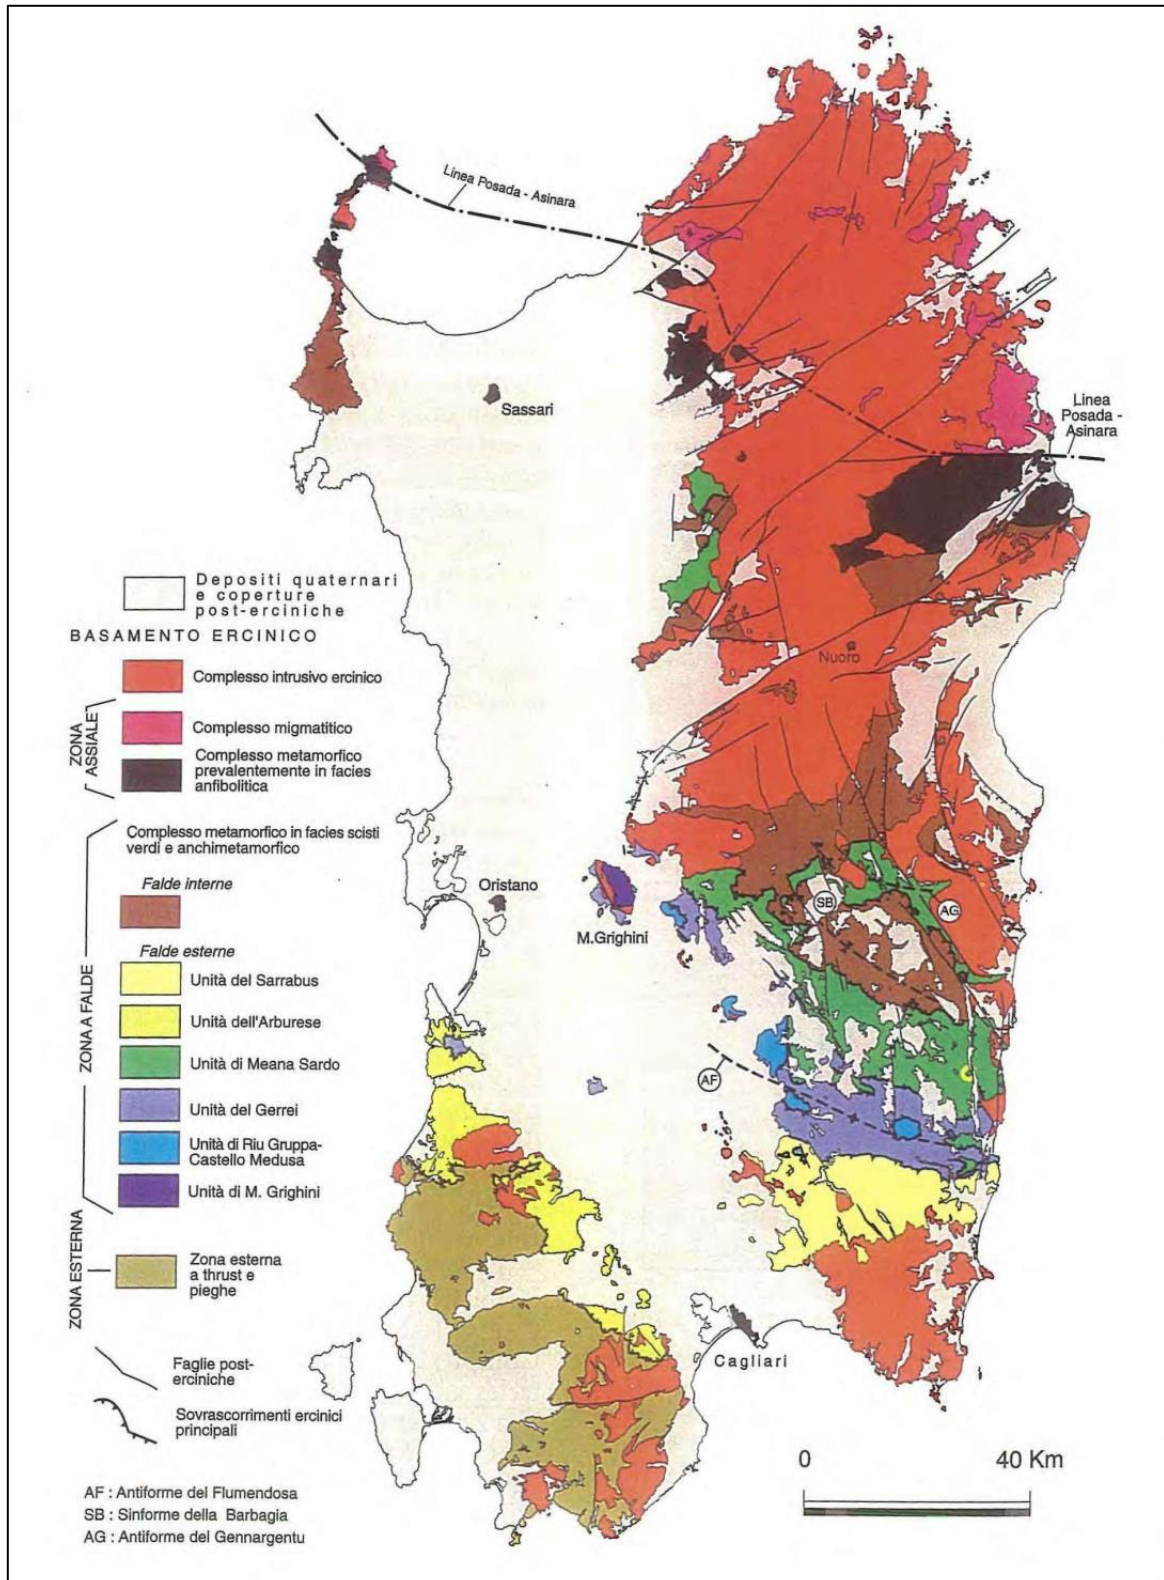 Linea Posada - Asinara
Sassari
Linea
Posada -
Asinara
Nuoro
Depositi quaternari
e coperture
post-erciniche
BASAMENTO ERCINICO
Complesso intrusivo ercinico
ZONA
ASSIALE
Complesso migmatitico
Complesso metamorfico
prevalentemente in facies
anfibolitica
Complesso metamorfico in facies scisti
verdi e anchimetamorfico
ZONA A FALDE
Falde interne
Falde esterne
Unità del Sarrabus
Unità dell'Arburese
Unità di Meana Sardo
Unità del Gerrei
Unità di Riu Gruppa-
Castello Medusa
Unità di M. Grighini
ZONA ESTERNA
Zona esterna
a thrust e
pieghe
Faglie post-
erciniche
Sovrascorrimenti ercinici
principali
AF : Antiforme del Flumendosa
SB : Sinforme della Barbagia
AG : Antiforme del Gennargentu
Oristano
M.Grighini
SB
AG
AF
Cagliari
0 40 Km